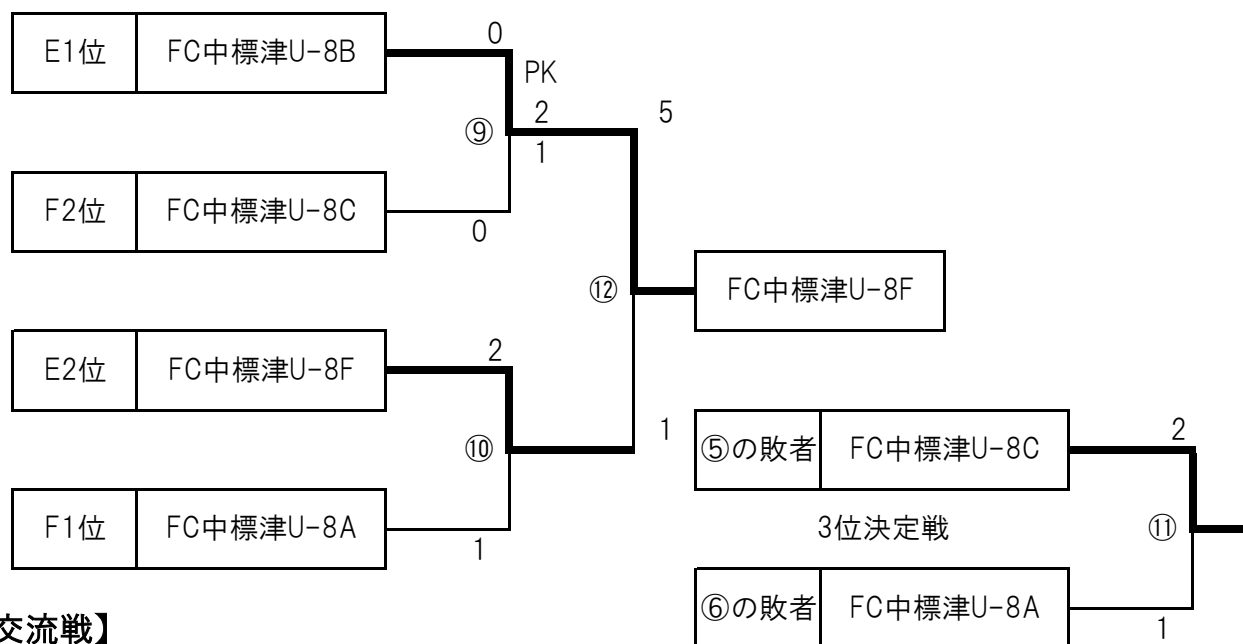 E1位 FC中標津U-8B
0
PK
2
5
⑨
1
F2位 FC中標津U-8C
0
⑫
FC中標津U-8F
E2位 FC中標津U-8F
2
1
⑩
⑤の敗者 FC中標津U-8C
2
F1位 FC中標津U-8A
1
3位決定戦
⑪
⑥の敗者 FC中標津U-8A
1
交流戦】